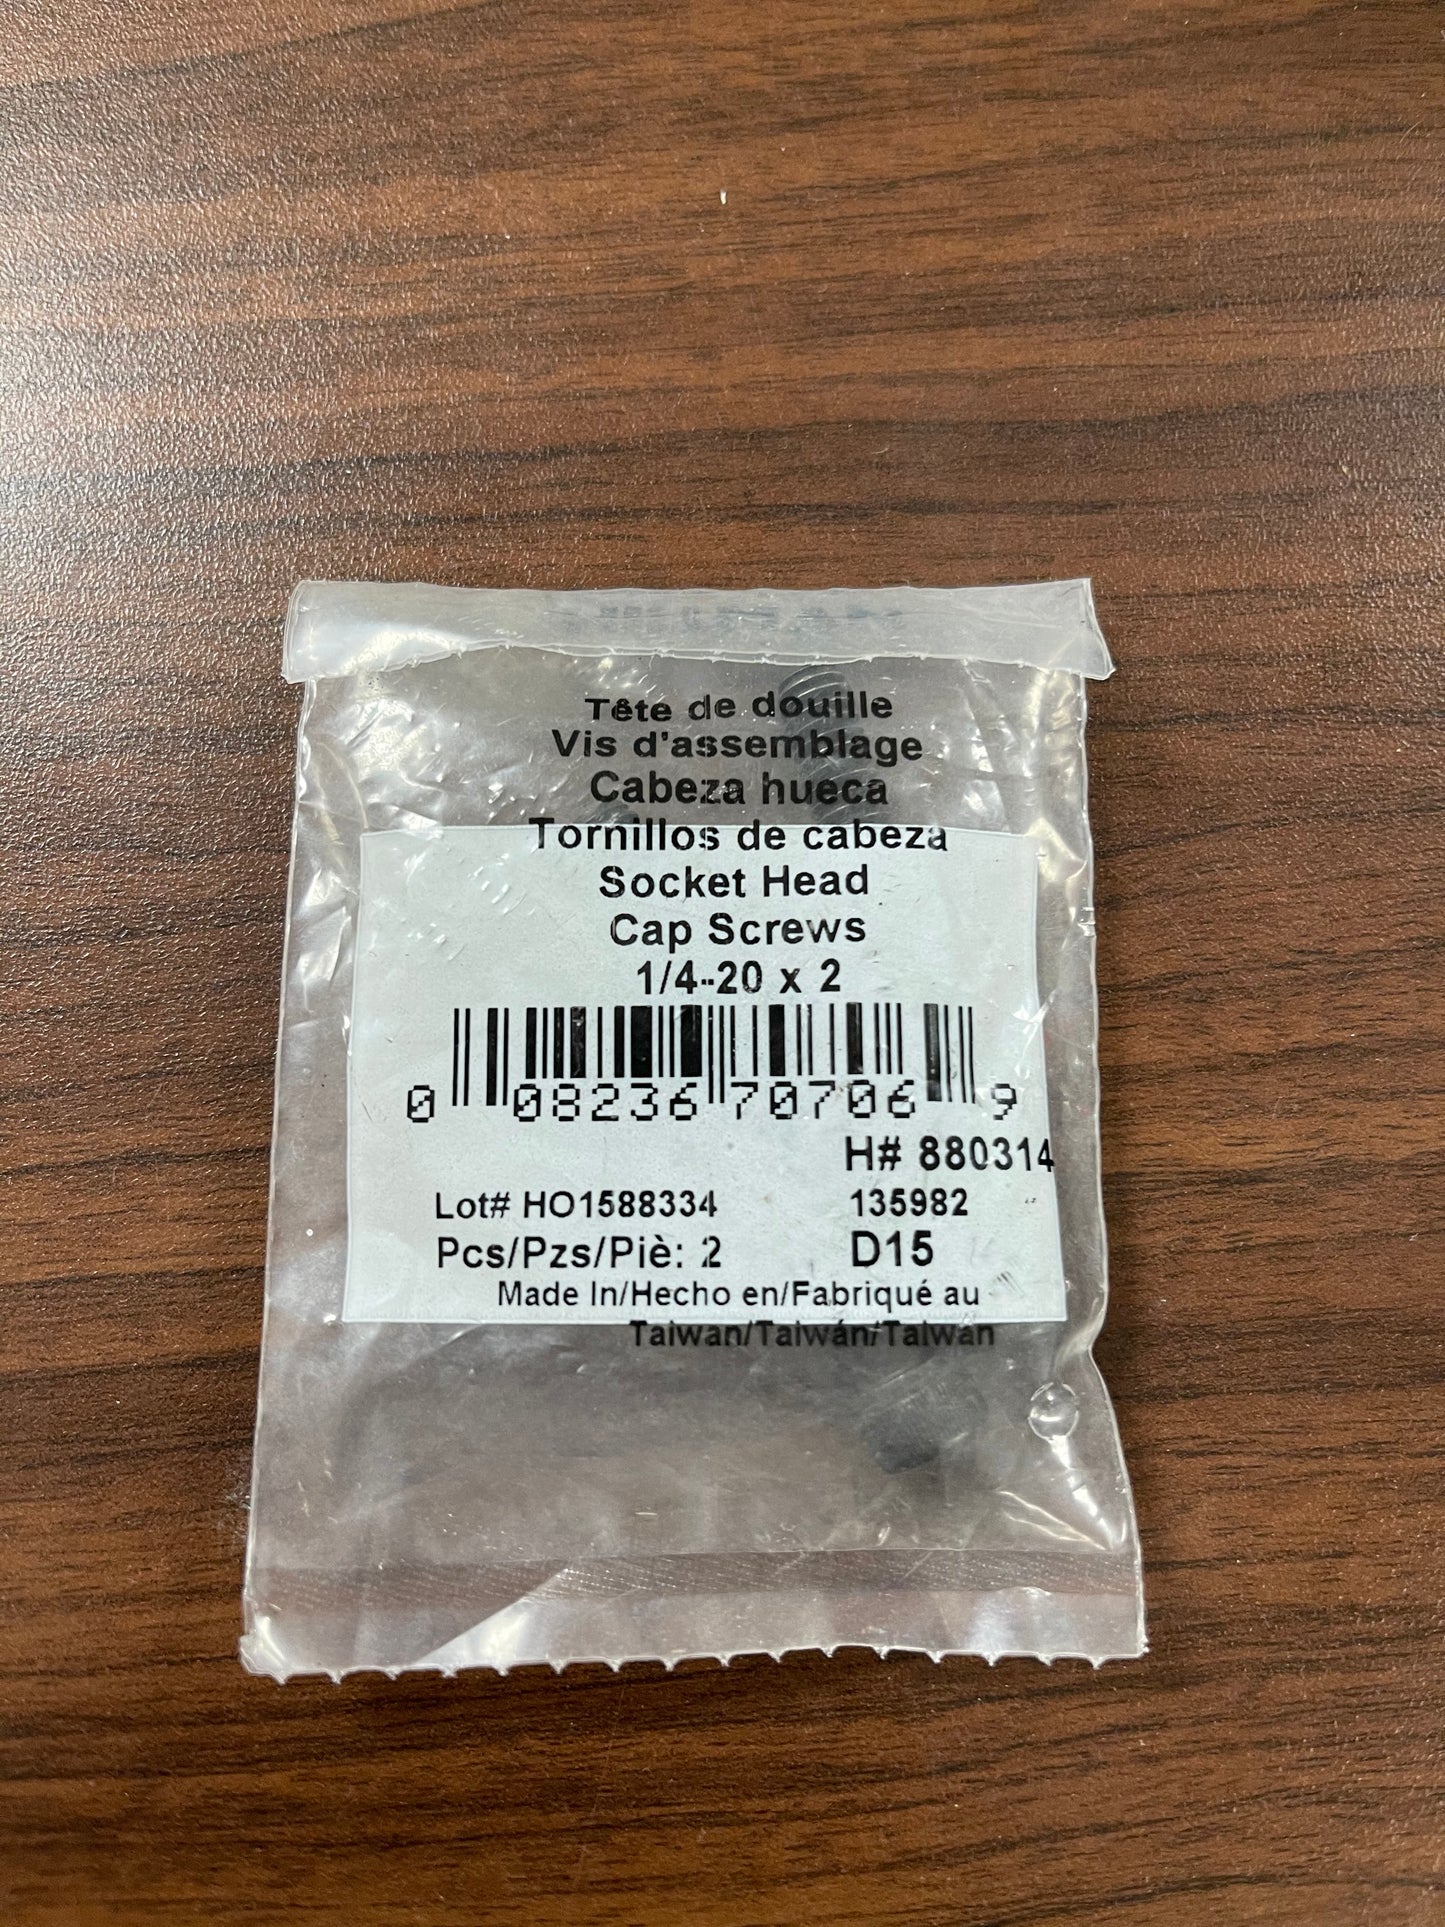 Tête de douille
Vis d'assemblage
Cabeza hueca
Tornillos de cabeza
Socket Head
Cap Screws
1/4-20 x 2
0 08236 70706 9
H# 880314
Lot# HO1588334 135982
Pcs/Pzs/Piè: 2 D15
Made In/Hecho en/Fabriqué au
Taiwan/Taiwán/Taiwan